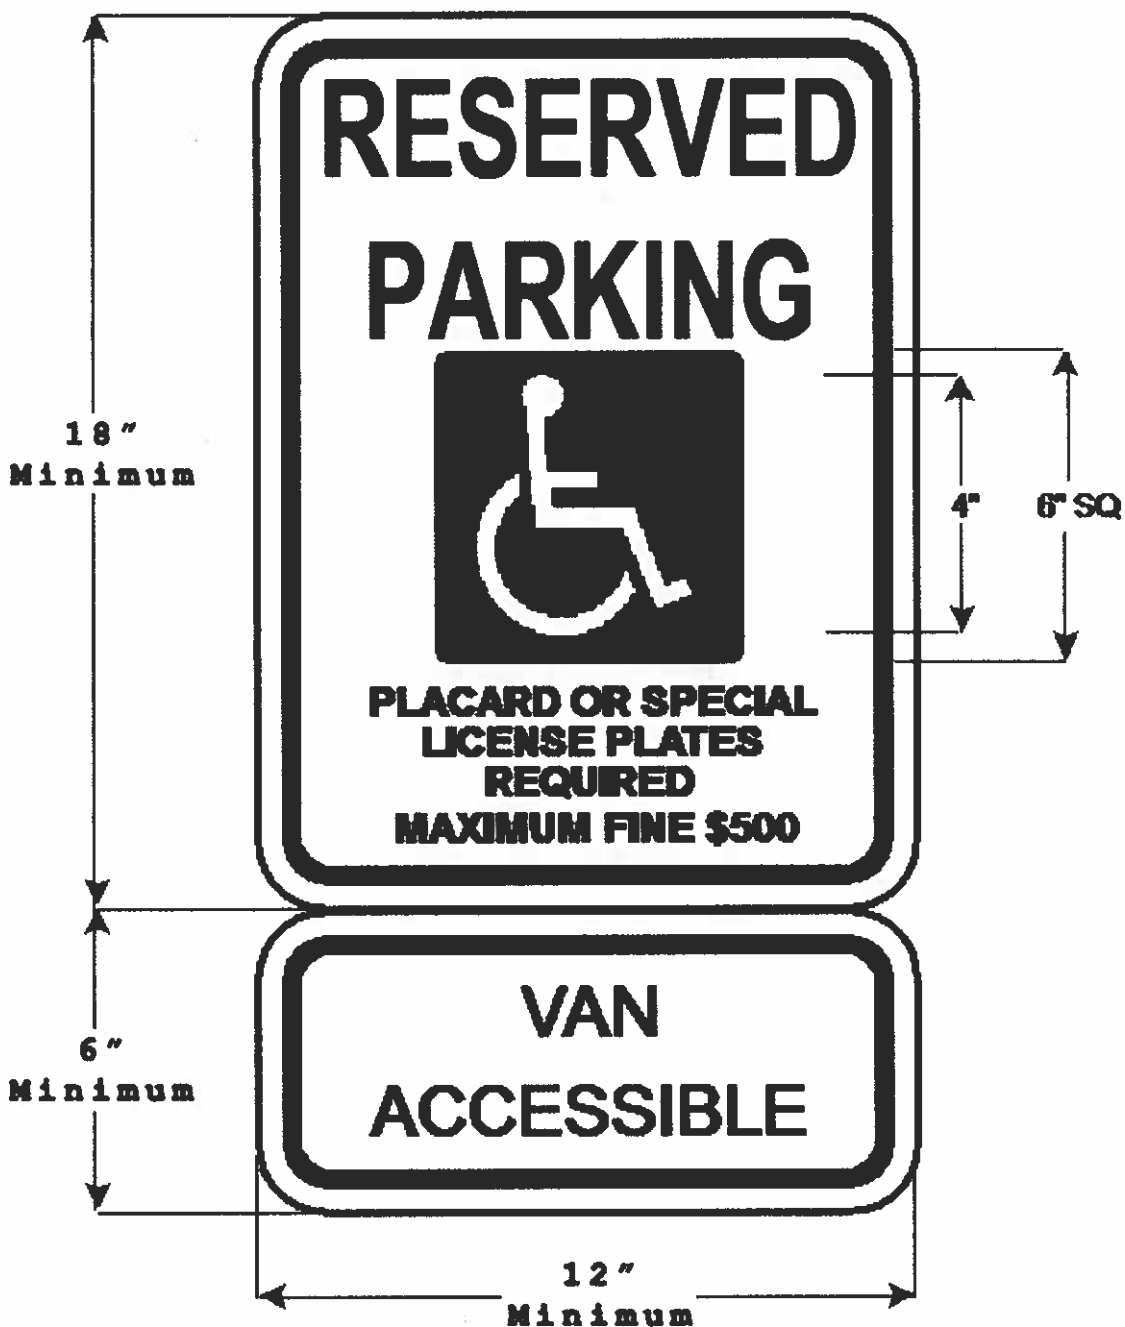 RESERVED
PARKING
18"
Minimum
4"
6" SQ
PLACARD OR SPECIAL
LICENSE PLATES
REQUIRED
MAXIMUM FINE $500
VAN
ACCESSIBLE
6"
Minimum
12"
Minimum